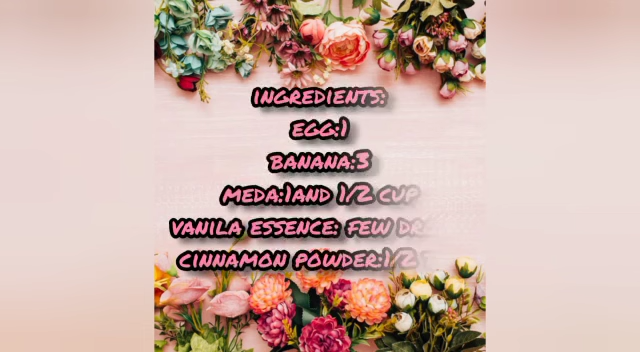 INGREDIENTS:
EGG:1
BANANA:3
MEDA:1AND 1/2 CUP
VANILA ESSENCE: FEW
CINNAMON POWDER:1/2